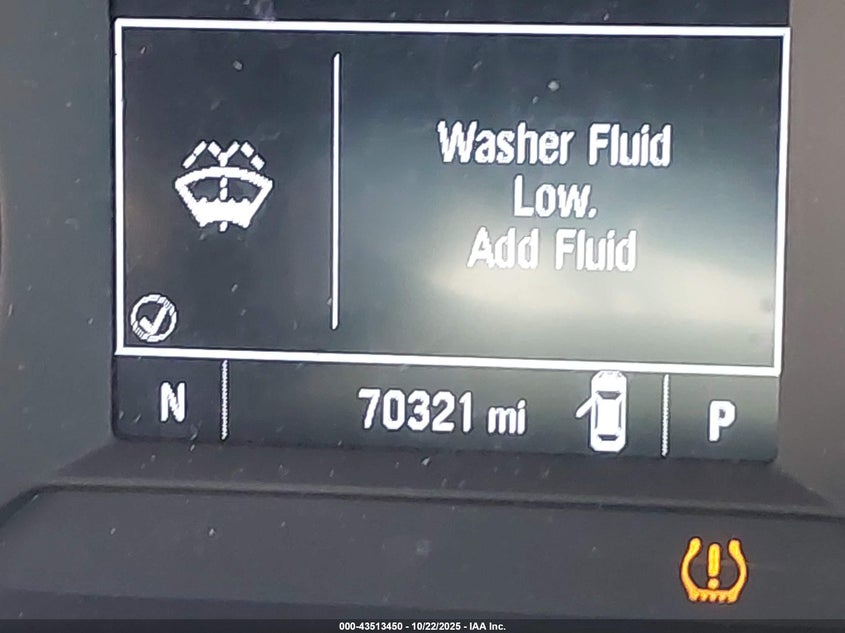 Washer Fluid
Low.
Add Fluid
N 70321 mi P
000-43513450 - 10/22/2025 - IAA Inc.